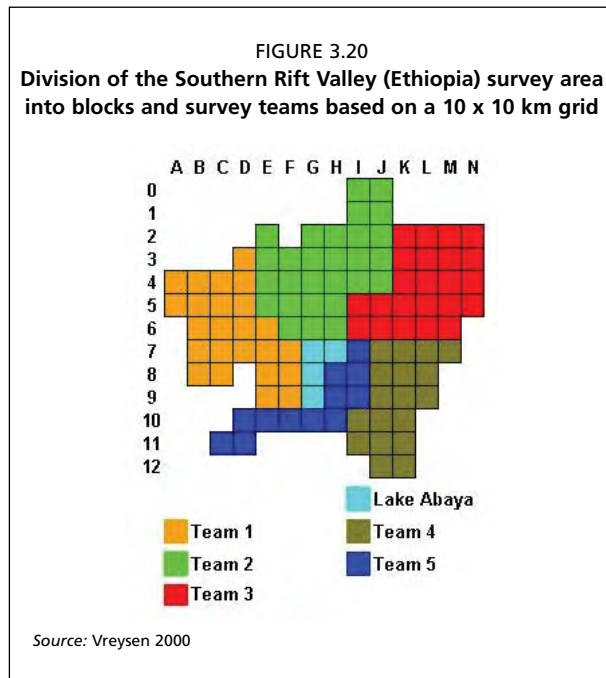 FIGURE 3.20
Division of the Southern Rift Valley (Ethiopia) survey area
into blocks and survey teams based on a 10 x 10 km grid
A B C D E F G H I J K L M N
0
1
2
3
4
5
6
7
8
9
10
11
12
Lake Abaya
Team 1 Team 4
Team 2 Team 5
Team 3
Source: Vreysen 2000